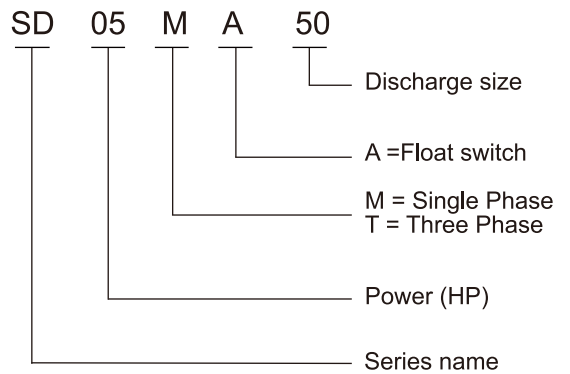 SD 05 M A 50
Discharge size
A =Float switch
M = Single Phase
T = Three Phase
Power (HP)
Series name